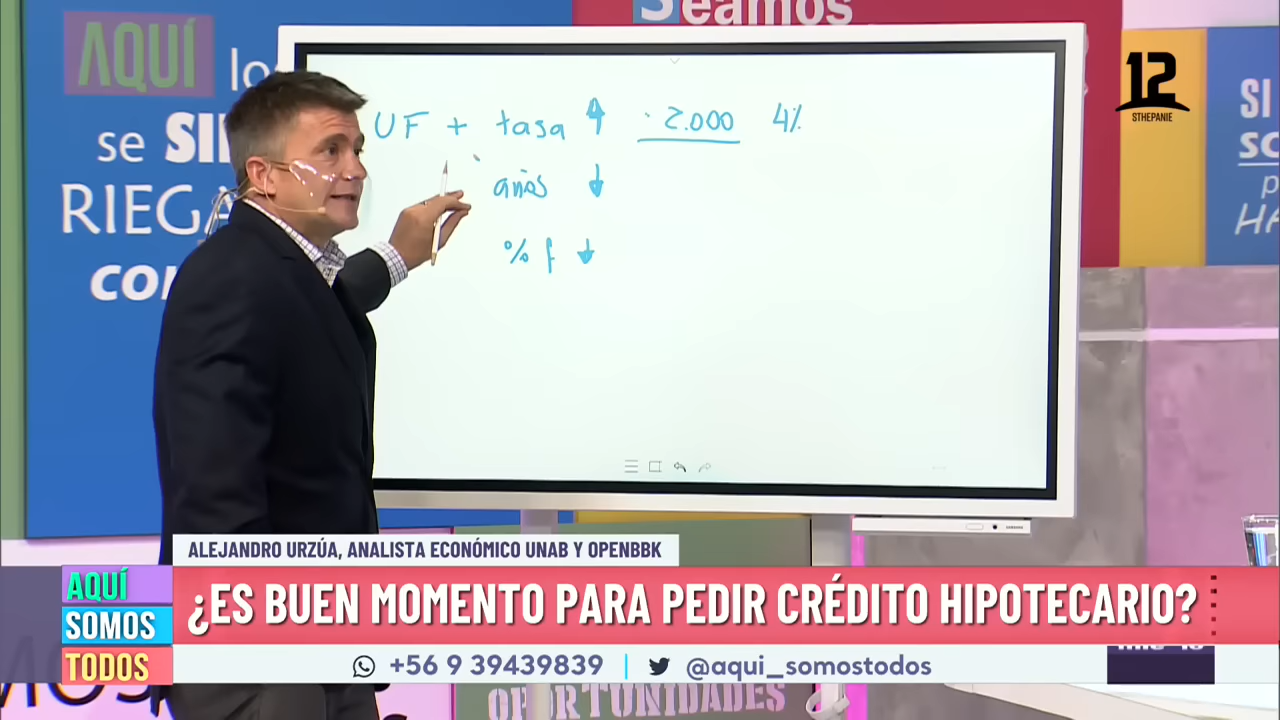 Seamos
AQUÍ
se
RIEGA
12
STHEPANIE
SI
UF + tasa ↑ 2.000 4%
años ↓
% f ↓
ALEJANDRO URZÚA, ANALISTA ECONÓMICO UNAB Y OPENBBK
AQUÍ
SOMOS
TODOS
¿ES BUEN MOMENTO PARA PEDIR CRÉDITO HIPOTECARIO?
+56 9 39439839
@aqui_somostodos
OPORTUNIDADES